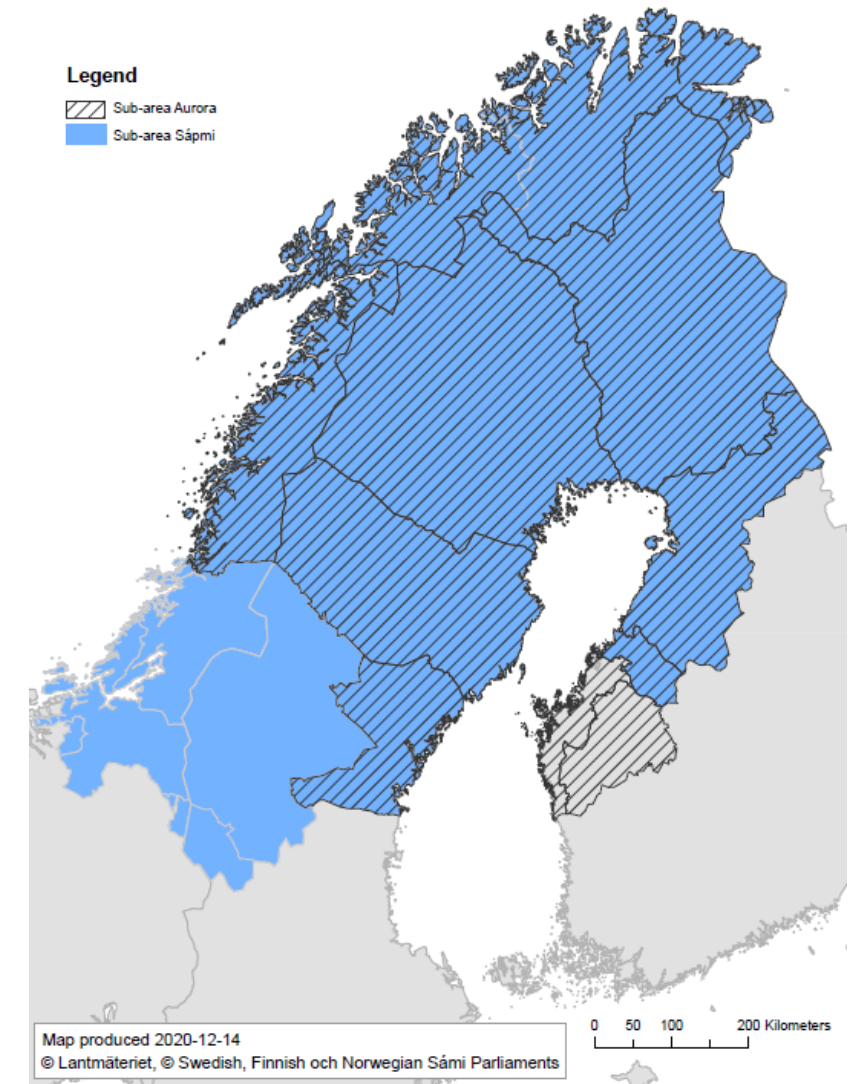 Legend
Sub-area Aurora
Sub-area Sápmi
0 50 100 200 Kilometers
Map produced 2020-12-14
© Lantmäteriet, © Swedish, Finnish och Norwegian Sámi Parliaments